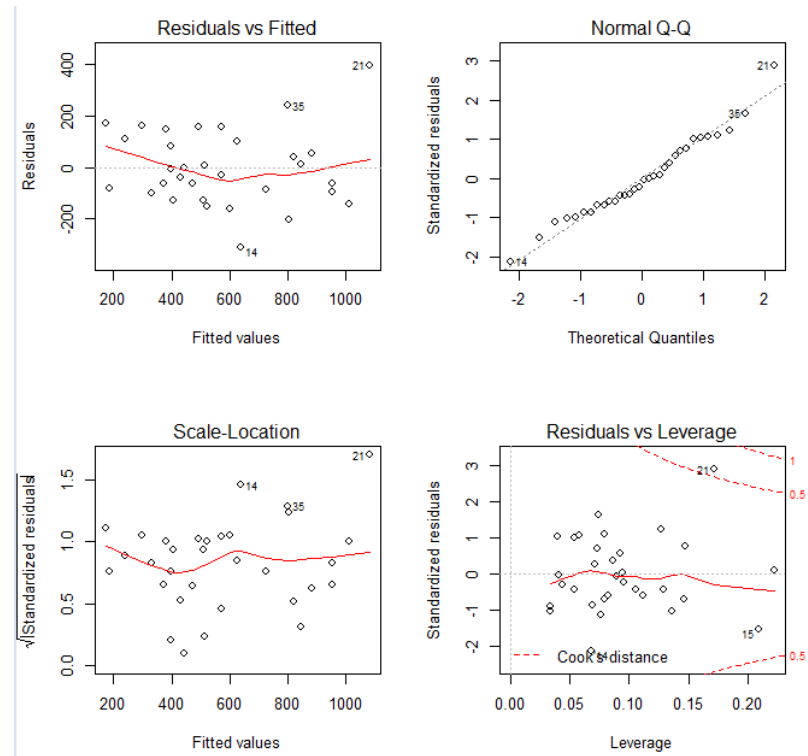 Residuals vs Fitted
Residuals
400
200
0
-200
21
35
14
200 400 600 800 1000
Fitted values
Normal Q-Q
Standardized residuals
3
2
1
0
-1
-2
21
35
14
-2 -1 0 1 2
Theoretical Quantiles
Scale-Location
√|Standardized residuals|
1.5
1.0
0.5
0.0
21
14
35
200 400 600 800 1000
Fitted values
Residuals vs Leverage
Standardized residuals
3
2
1
0
-1
-2
21
1
0.5
15
14
0.5
Cook's distance
0.00 0.05 0.10 0.15 0.20
Leverage